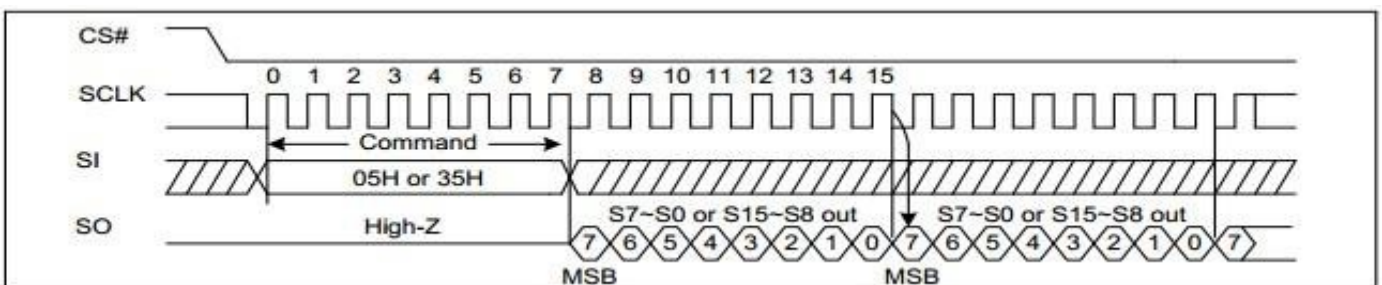 CS#
0 1 2 3 4 5 6 7 8 9 10 11 12 13 14 15
SCLK
Command
SI
05H or 35H
S7~S0 or S15~S8 out S7~S0 or S15~S8 out
SO High-Z
7 6 5 4 3 2 1 0 7 6 5 4 3 2 1 0 7
MSB MSB